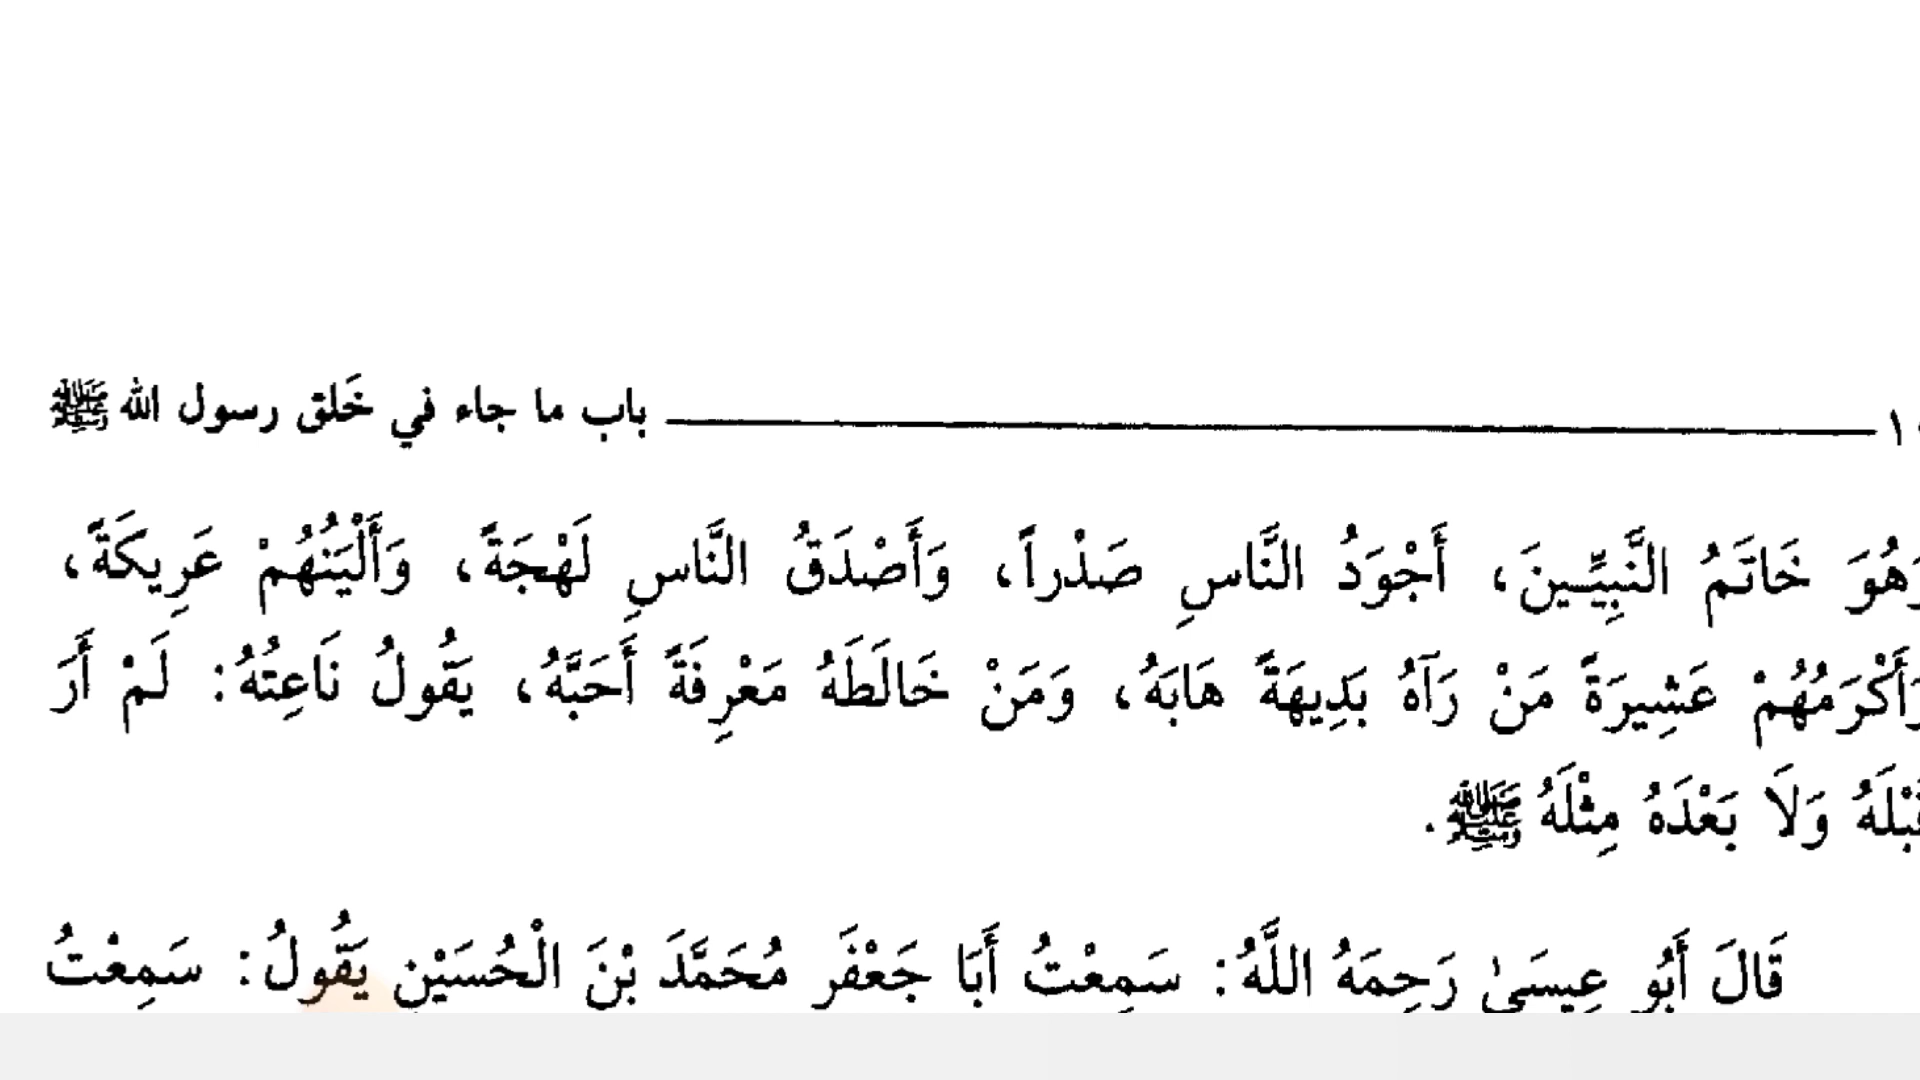 باب ما جاء في خَلق رسول الله ﷺ
وَهُوَ خَاتَمُ النَّبِيِّينَ، أَجْوَدُ النَّاسِ صَدْراً، وَأَصْدَقُ النَّاسِ لَهْجَةً، وَأَلْيَنُهُمْ عَرِيكَةً،
وَأَكْرَمُهُمْ عَشِيرَةً مَنْ رَآهُ بَدِيهَةً هَابَهُ، وَمَنْ خَالَطَهُ مَعْرِفَةً أَحَبَّهُ، يَقُولُ نَاعِتُهُ: لَمْ أَرَ
قَبْلَهُ وَلَا بَعْدَهُ مِثْلَهُ ﷺ.
قَالَ أَبُو عِيسَىٰ رَحِمَهُ اللَّهُ: سَمِعْتُ أَبَا جَعْفَرٍ مُحَمَّدَ بْنَ الْحُسَيْنِ يَقُولُ: سَمِعْتُ